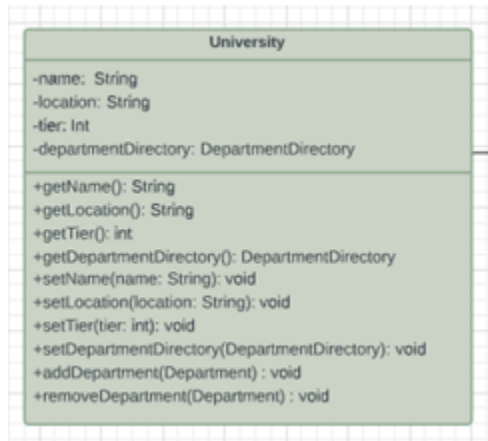 University
-name: String
-location: String
-tier: Int
-departmentDirectory: DepartmentDirectory
+getName(): String
+getLocation(): String
+getTier(): int
+getDepartmentDirectory(): DepartmentDirectory
+setName(name: String): void
+setLocation(location: String): void
+setTier(tier: int): void
+setDepartmentDirectory(DepartmentDirectory): void
+addDepartment(Department) : void
+removeDepartment(Department) : void